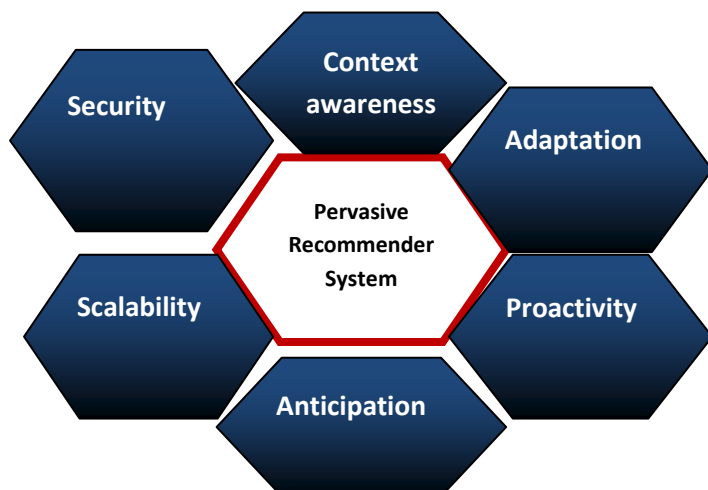 Context
awareness
Security
Adaptation
Pervasive
Recommender
System
Scalability
Proactivity
Anticipation